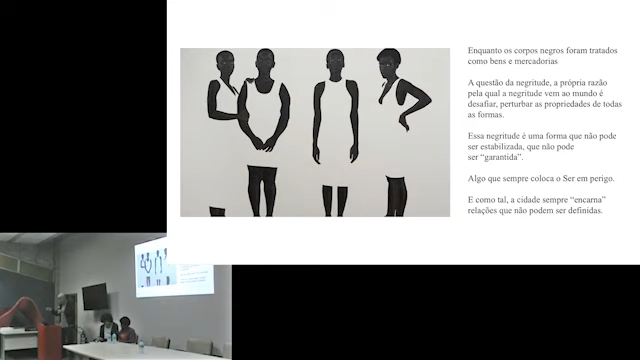 Enquanto os corpos negros foram tratados
como bens e mercadorias
A questão da negritude, a própria razão
pela qual a negritude vem ao mundo é
desafiar, perturbar as propriedades de todas
as formas.
Essa negritude é uma forma que não pode
ser estabilizada, que não pode
ser “garantida”.
Algo que sempre coloca o Ser em perigo.
E como tal, a cidade sempre “encarna”
relações que não podem ser definidas.